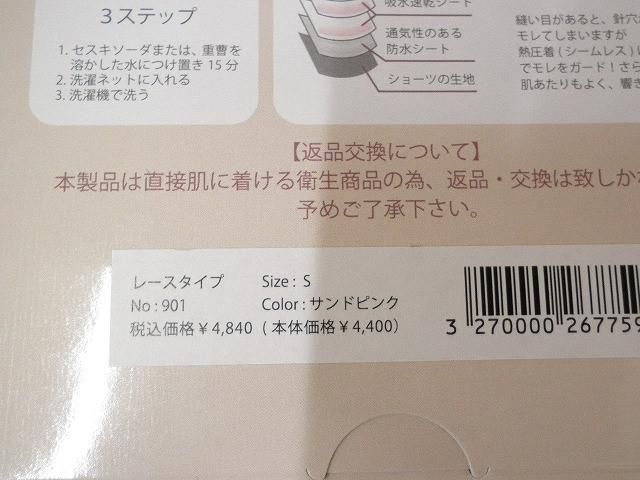 3ステップ
1. セスキソーダまたは、重曹を
溶かした水につけ置き15分
2. 洗濯ネットに入れる
3. 洗濯機で洗う
吸水速乾シート
通気性のある
防水シート
ショーツの生地
縫い目があると、針穴か
モレてしまいますが
熱圧着(シームレス)
でモレをガード！さら
肌あたりもよく、響き
【返品交換について】
本製品は直接肌に着ける衛生商品の為、返品・交換は致しか
予めご了承下さい。
レースタイプ Size : S
No : 901 Color : サンドピンク
税込価格￥4,840 ( 本体価格￥4,400)
3 270000 267759